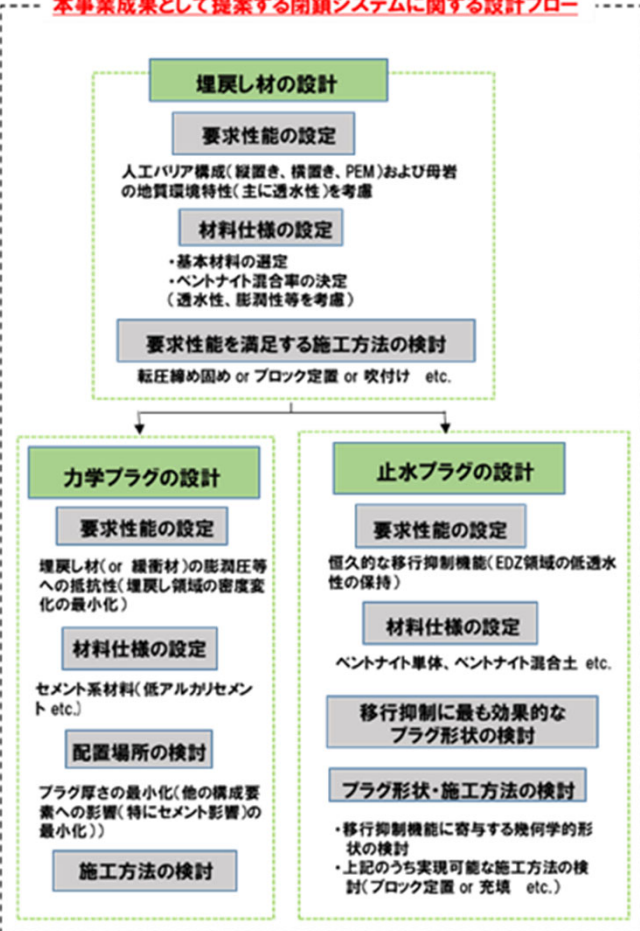 本事業成果として提案する閉鎖システムに関する設計フロー
埋戻し材の設計
要求性能の設定
人工バリア構成(縦置き、横置き、PEM)および母岩
の地質環境特性(主に透水性)を考慮
材料仕様の設定
・基本材料の選定
・ベントナイト混合率の決定
(透水性、膨潤性等を考慮)
要求性能を満足する施工方法の検討
転圧締め固め or ブロック定置 or 吹付け etc.
力学プラグの設計
要求性能の設定
埋戻し材(or 緩衝材)の膨潤圧等
への抵抗性(埋戻し領域の密度変
化の最小化)
材料仕様の設定
セメント系材料(低アルカリセメン
ト etc.)
配置場所の検討
プラグ厚さの最小化(他の構成要
素への影響(特にセメント影響)の
最小化))
施工方法の検討
止水プラグの設計
要求性能の設定
恒久的な移行抑制機能(EDZ領域の低透水
性の保持)
材料仕様の設定
ベントナイト単体、ベントナイト混合土 etc.
移行抑制に最も効果的な
プラグ形状の検討
プラグ形状・施工方法の検討
・移行抑制機能に寄与する幾何学的形
状の検討
・上記のうち実現可能な施工方法の検
討(ブロック定置 or 充填 etc.)